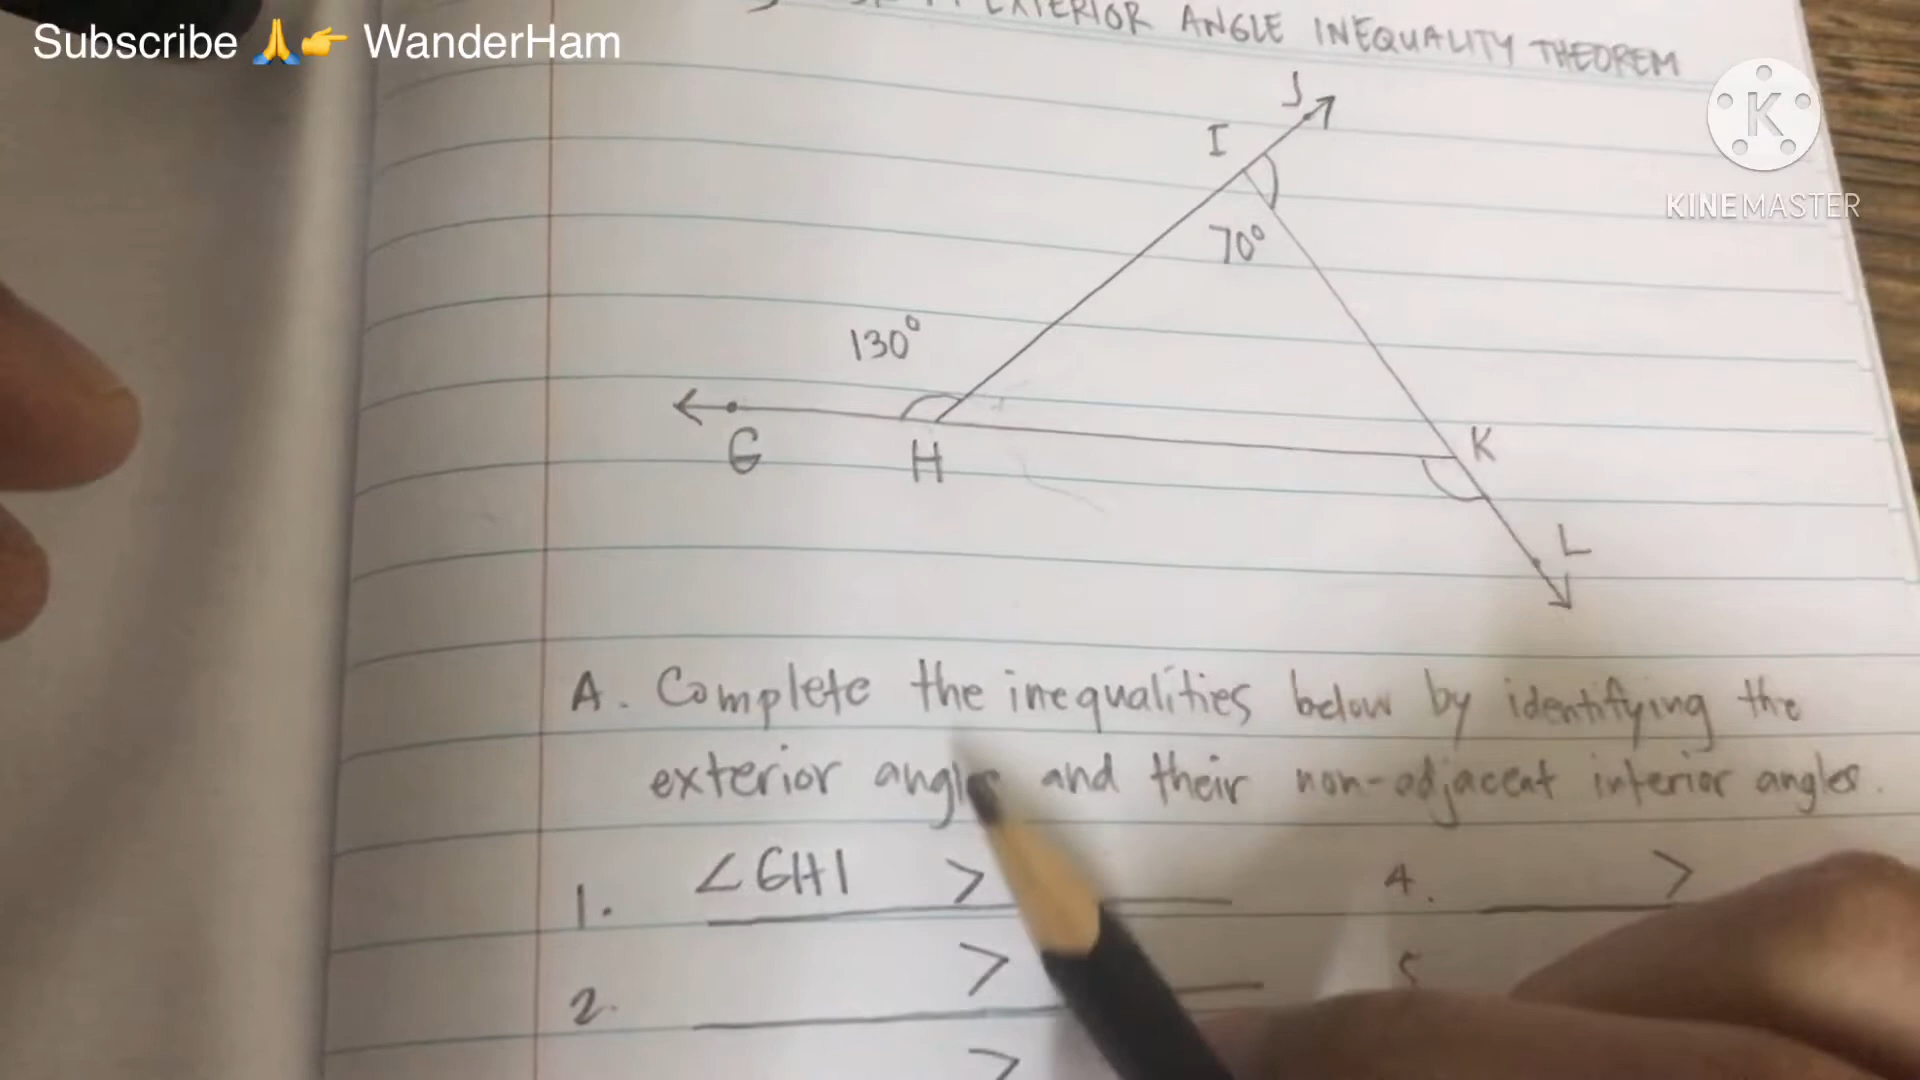 Subscribe 🙏👉 WanderHam
EXTERIOR ANGLE INEQUALITY THEOREM
K
KINEMASTER
J
I
70°
130°
G
H
K
L
A. Complete the inequalities below by identifying the
exterior angles and their non-adjacent interior angles.
1. ∠GHI >
4. >
2. >
5
>